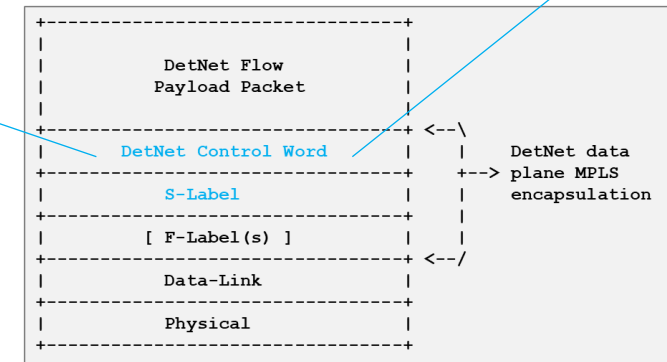 DetNet Flow
Payload Packet
DetNet Control Word
DetNet data
plane MPLS
encapsulation
S-Label
[ F-Label(s) ]
Data-Link
Physical